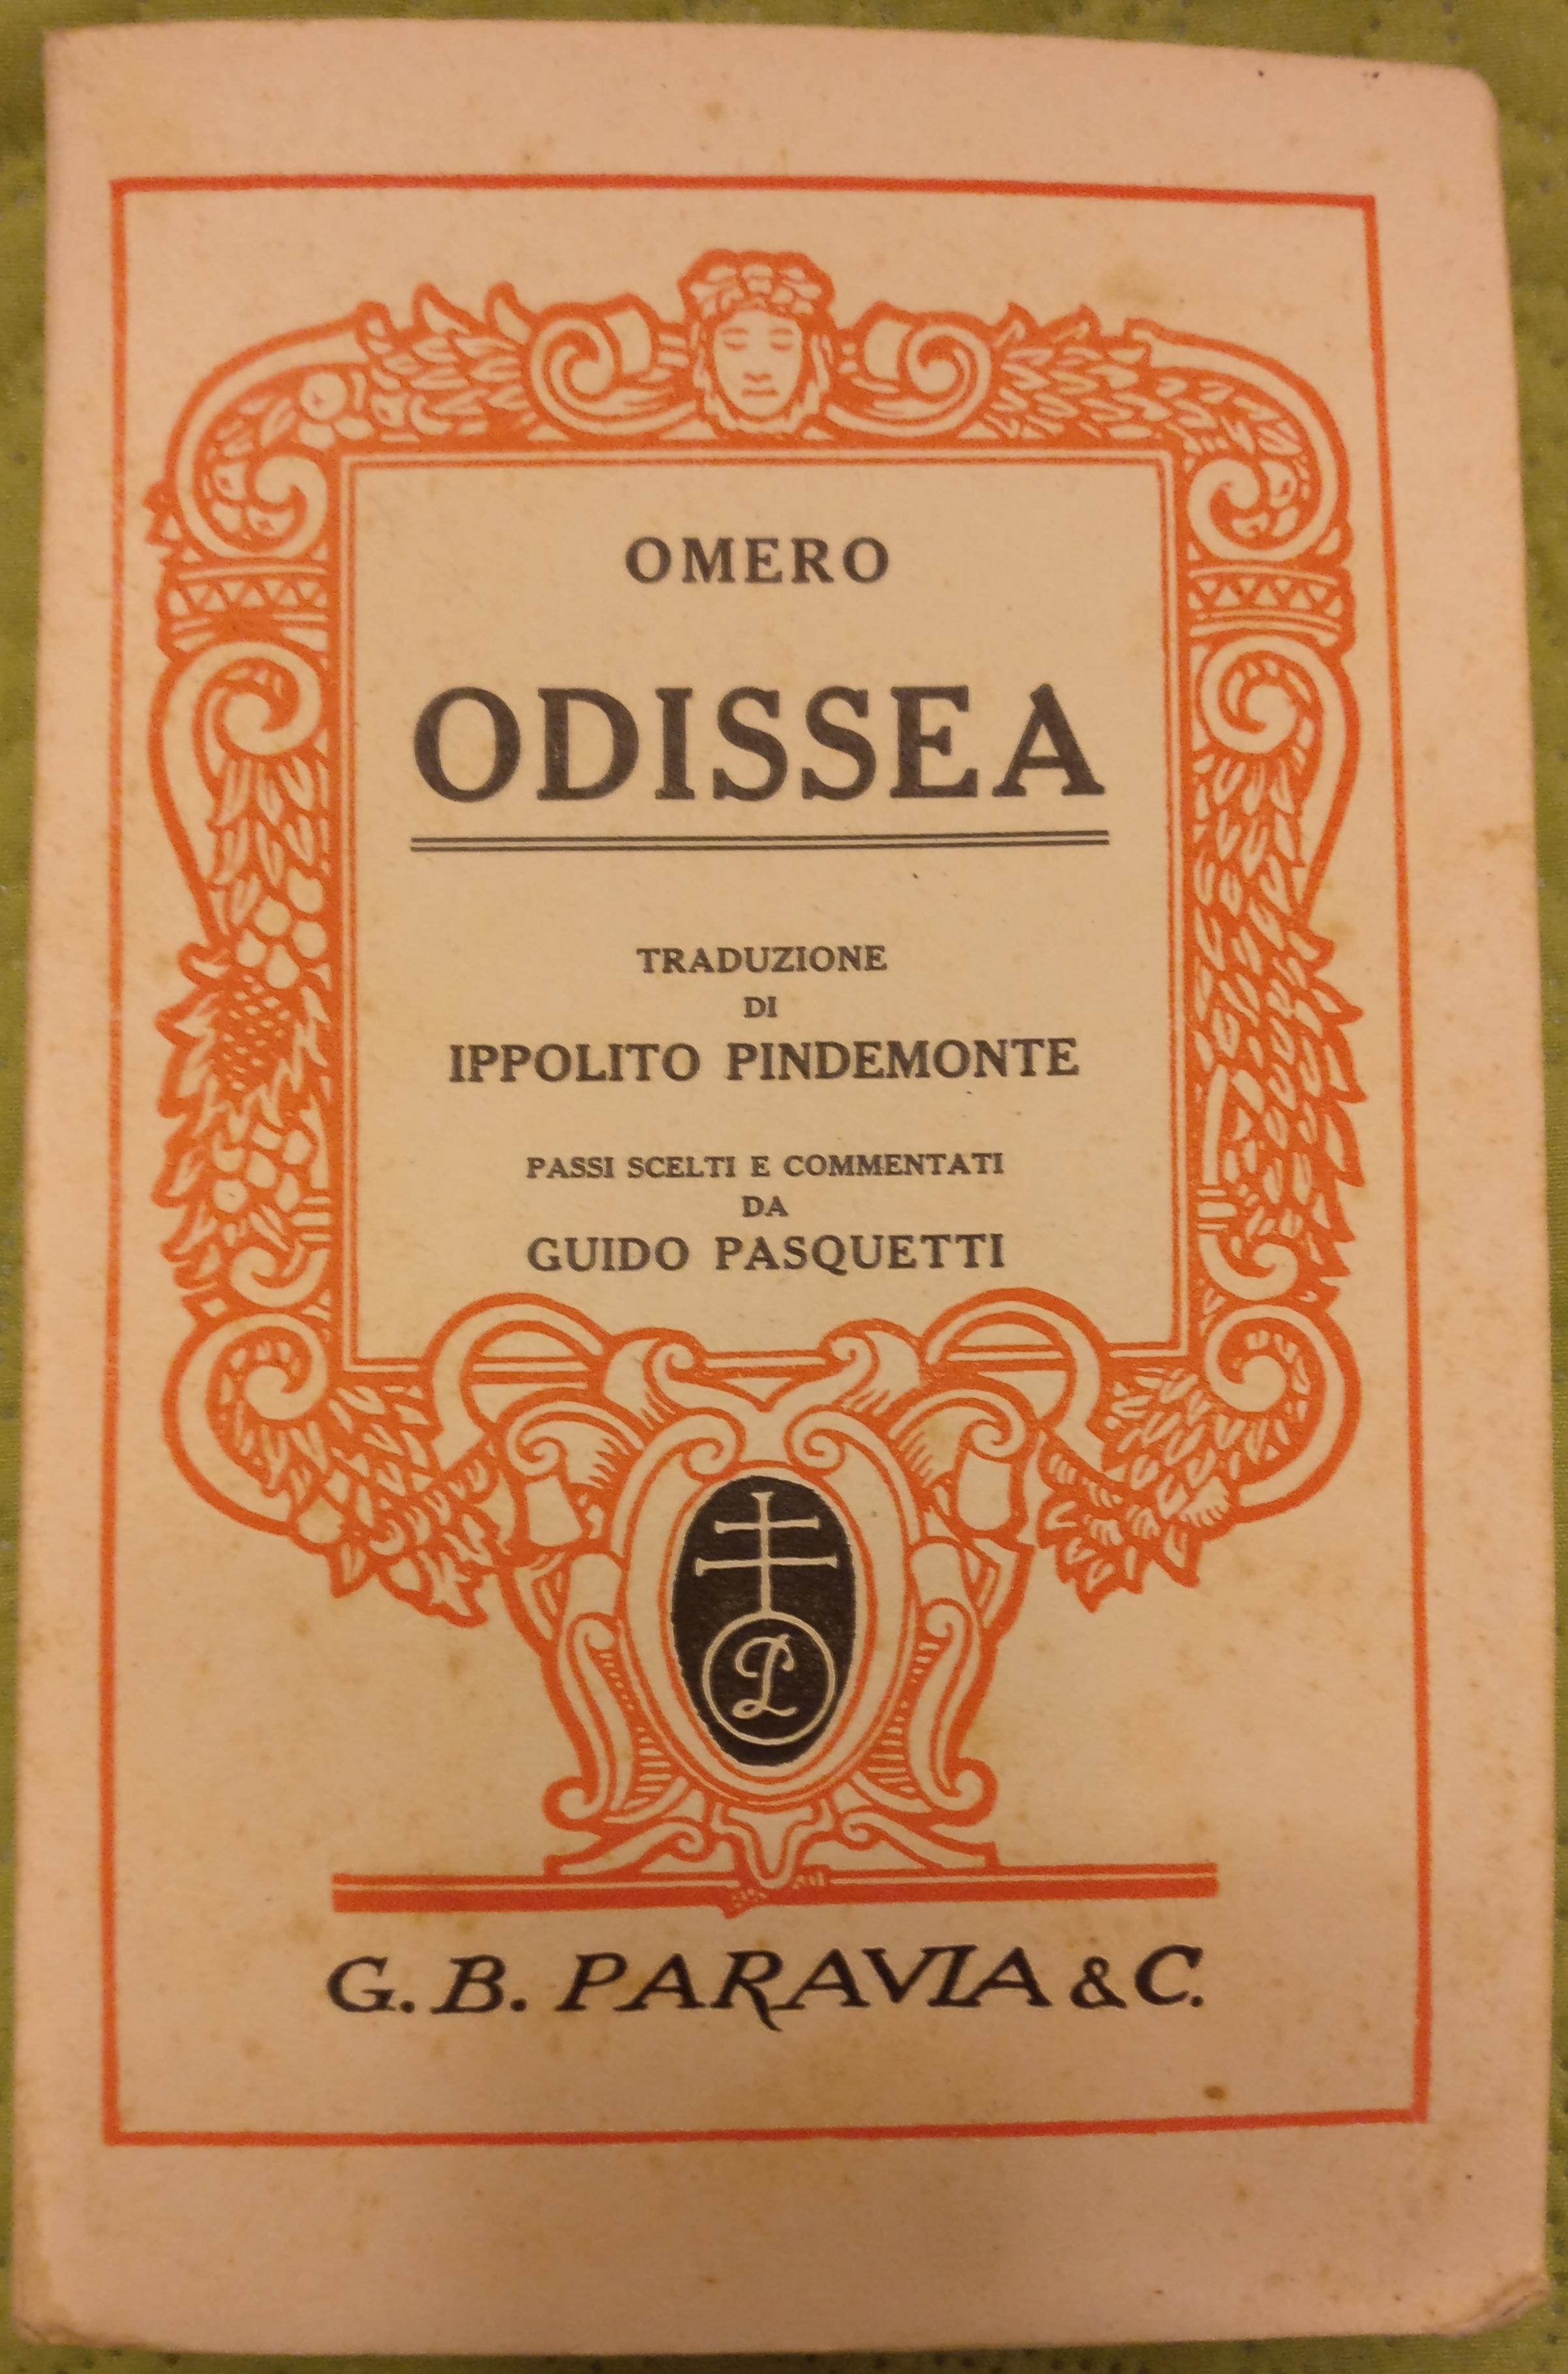 OMERO
ODISSEA
TRADUZIONE
DI
IPPOLITO PINDEMONTE
PASSI SCELTI E COMMENTATI
DA
GUIDO PASQUETTI
G. B. PARAVIA & C.